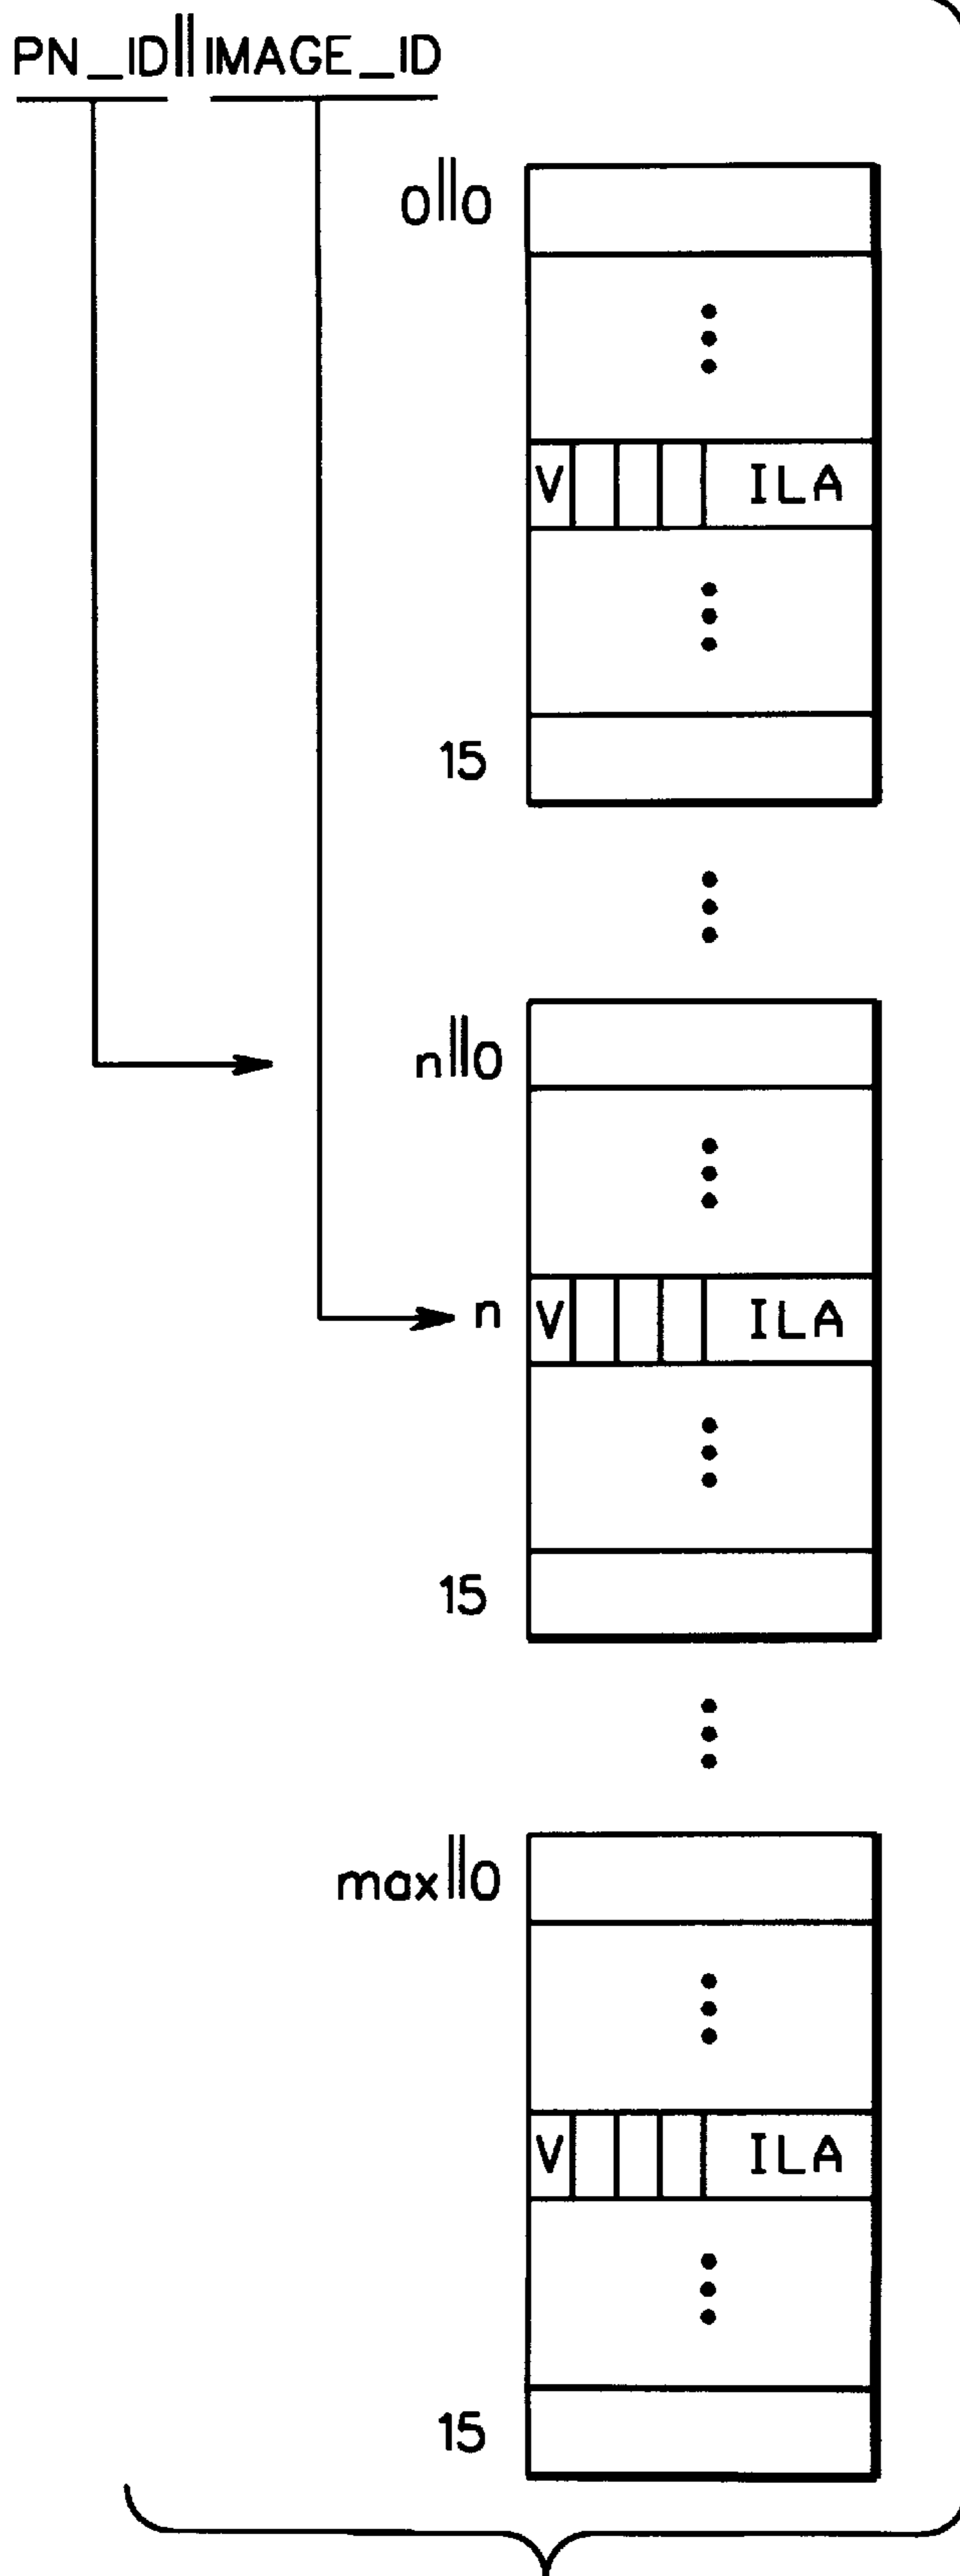 PN_ID||IMAGE_ID
0||0
V ILA
15
n||0
n V ILA
15
max||0
V ILA
15